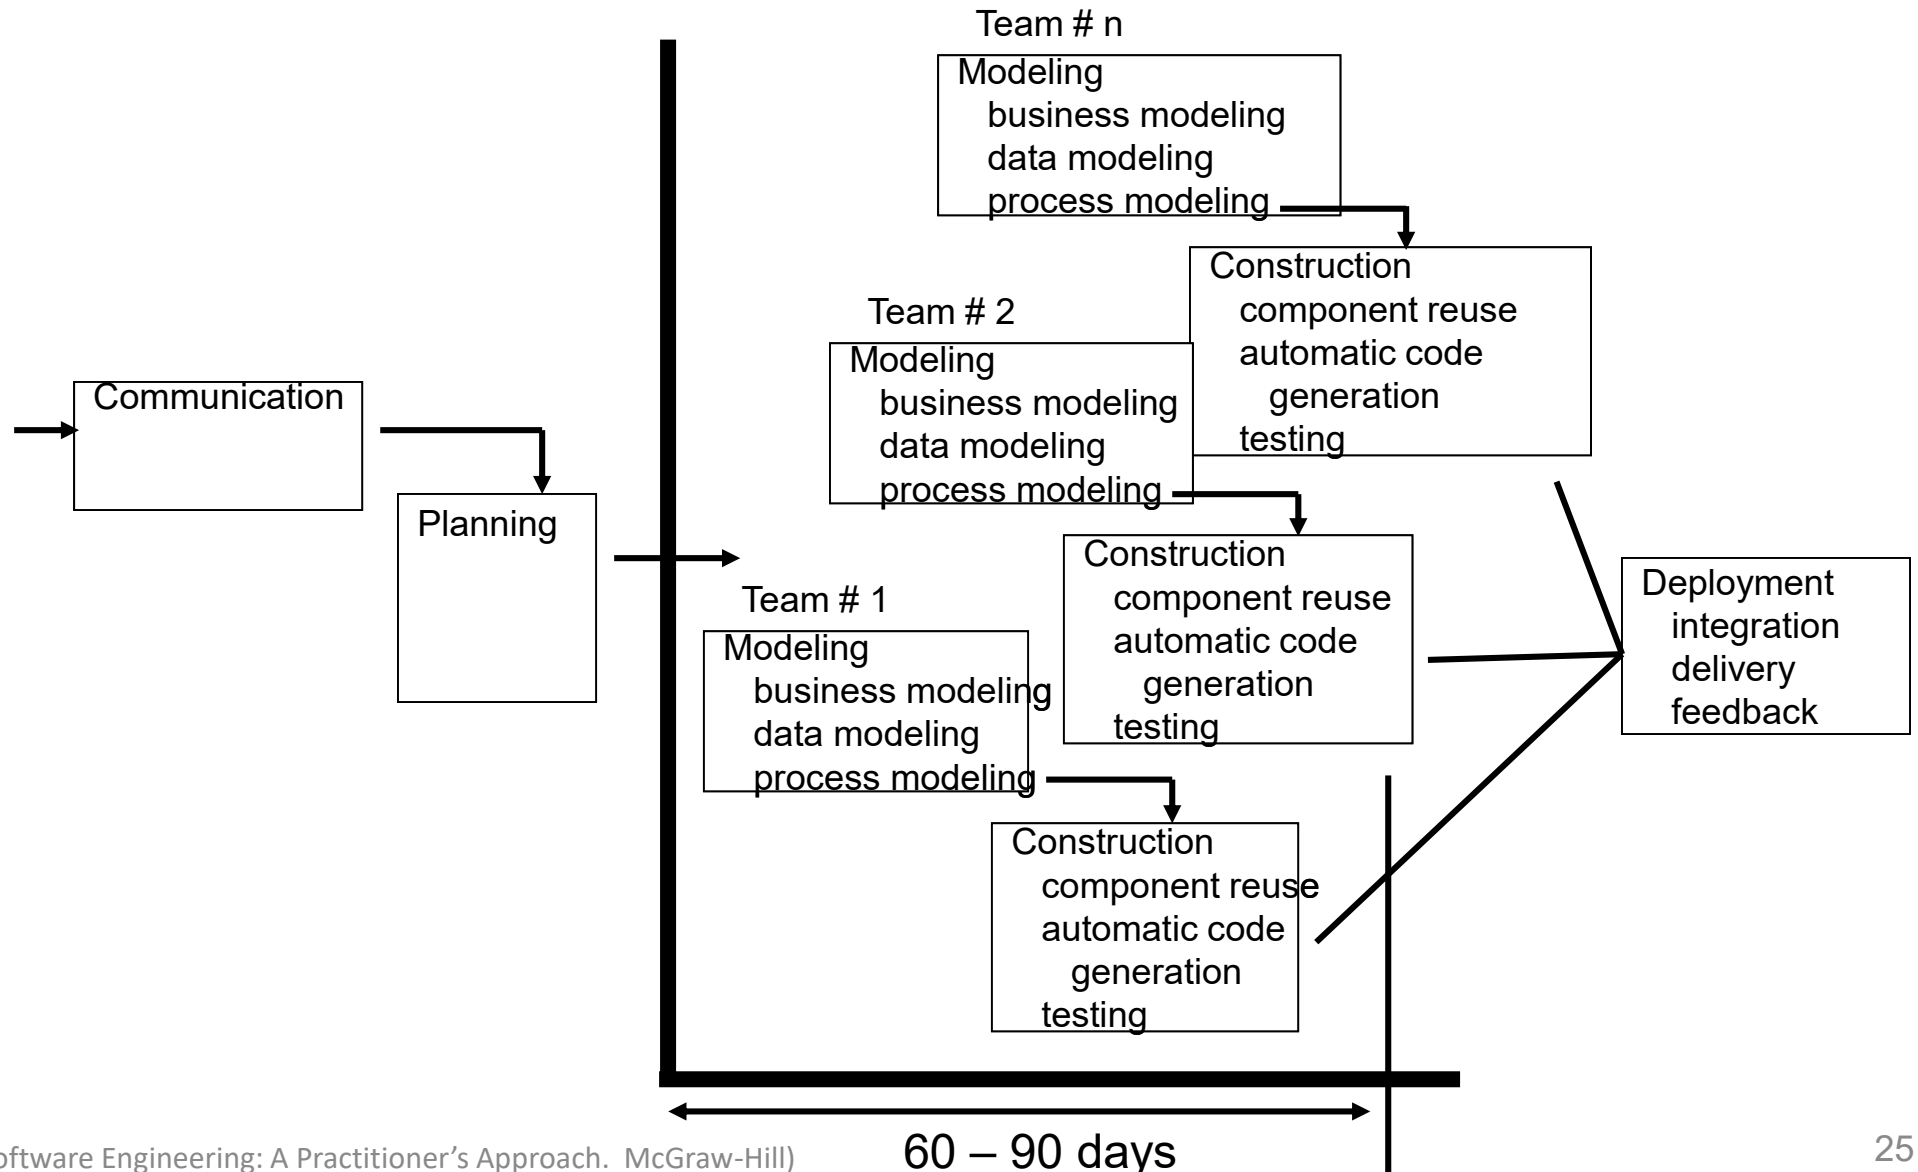 Team # n
Modeling
business modeling
data modeling
process modeling
Construction
component reuse
automatic code
generation
testing
Team # 2
Modeling
business modeling
data modeling
process modeling
Communication
Planning
Construction
component reuse
automatic code
generation
testing
Deployment
integration
delivery
feedback
Team # 1
Modeling
business modeling
data modeling
process modeling
Construction
component reuse
automatic code
generation
testing
60 – 90 days
oftware Engineering: A Practitioner’s Approach. McGraw-Hill)
25